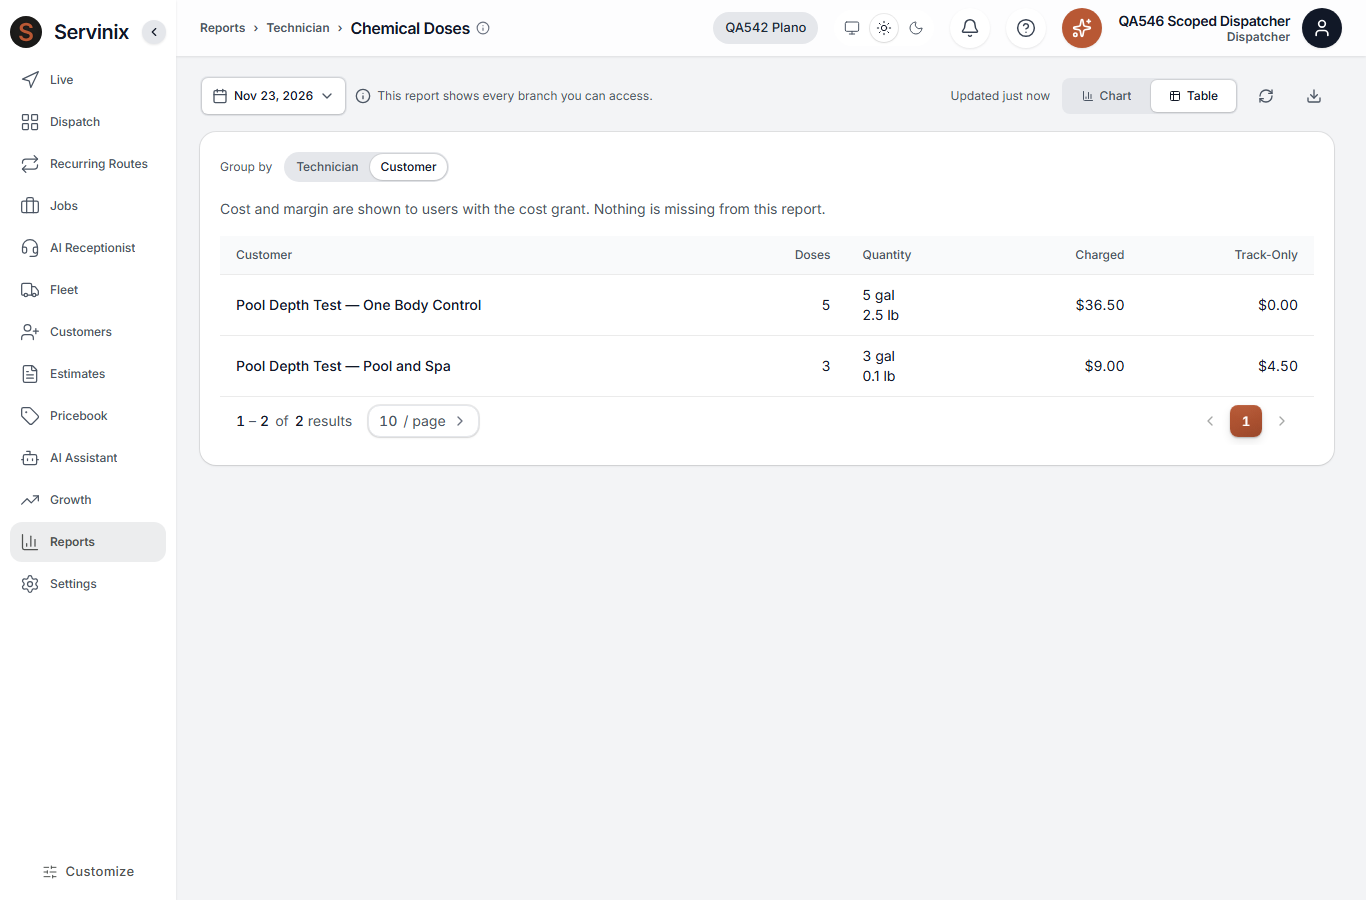 S Servinix
Live
Dispatch
Recurring Routes
Jobs
AI Receptionist
Fleet
Customers
Estimates
Pricebook
AI Assistant
Growth
Reports
Settings
Customize
Reports › Technician › Chemical Doses
QA542 Plano
QA546 Scoped Dispatcher
Dispatcher
Nov 23, 2026
This report shows every branch you can access.
Updated just now
Chart
Table
Group by Technician Customer
Cost and margin are shown to users with the cost grant. Nothing is missing from this report.
Customer Doses Quantity Charged Track-Only
Pool Depth Test — One Body Control 5 5 gal $36.50 $0.00
2.5 lb
Pool Depth Test — Pool and Spa 3 3 gal $9.00 $4.50
0.1 lb
1 – 2 of 2 results 10 / page 1